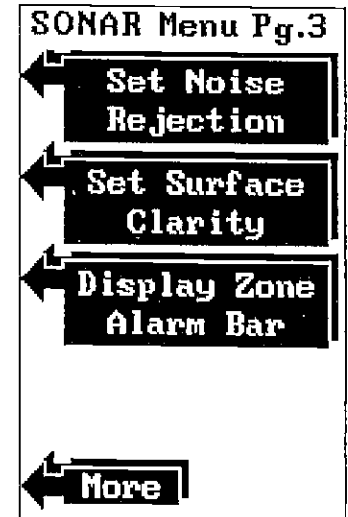 SONAR Menu Pg.3
Set Noise
Rejection
Set Surface
Clarity
Display Zone
Alarm Bar
More